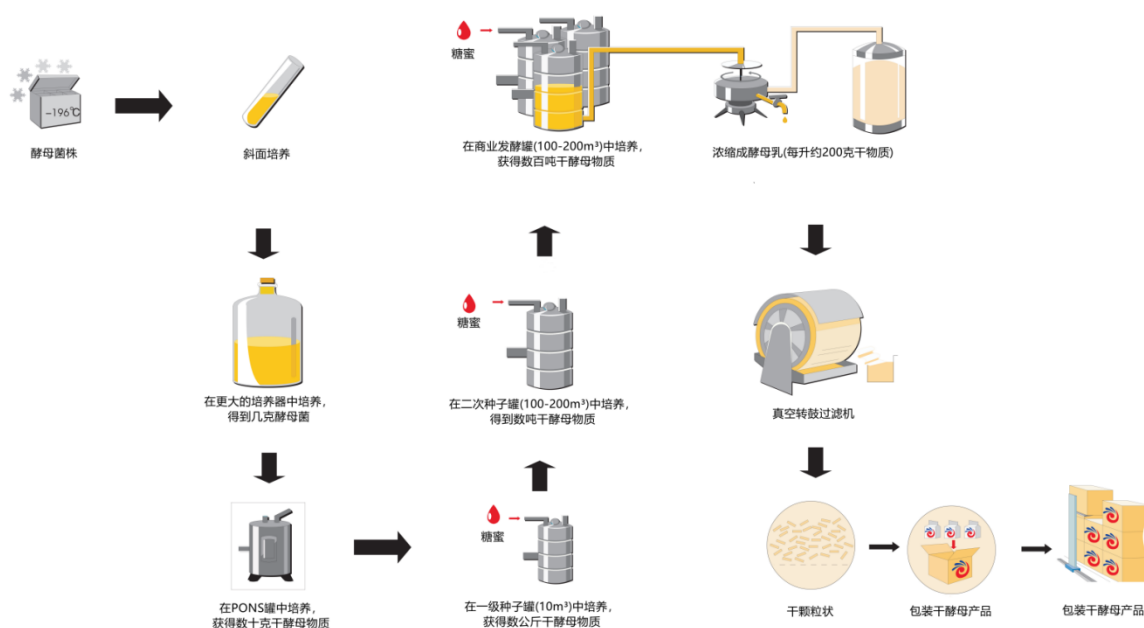 −196℃
酵母菌株
斜面培养
在更大的培养器中培养，
得到几克酵母菌
在PONS罐中培养，
获得数十克干酵母物质
糖蜜
在一级种子罐(10m³)中培养，
获得数公斤干酵母物质
糖蜜
在二次种子罐(100-200m³)中培养，
得到数吨干酵母物质
糖蜜
在商业发酵罐(100-200m³)中培养，
获得数百吨干酵母物质
浓缩成酵母乳(每升约200克干物质)
真空转鼓过滤机
干颗粒状
包装干酵母产品
包装干酵母产品